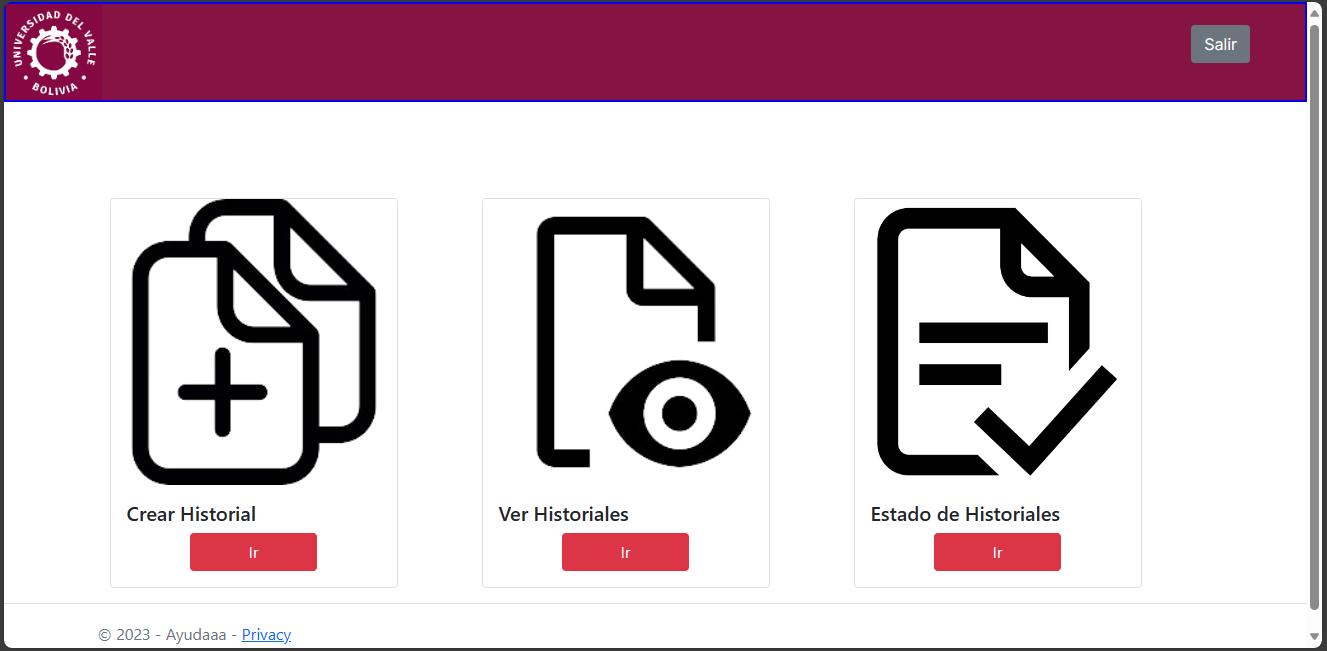 UNIVERSIDAD DEL VALLE
BOLIVIA
Salir
Crear Historial
Ir
Ver Historiales
Ir
Estado de Historiales
Ir
© 2023 - Ayudaaa - Privacy